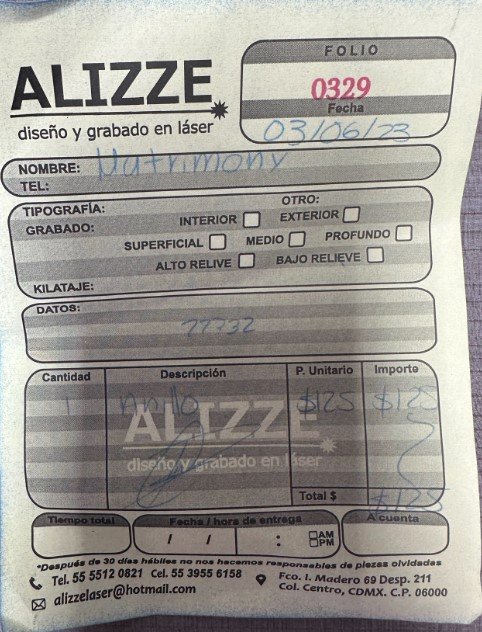 FOLIO
ALIZZE
0329
Fecha
diseño y grabado en láser
03/06/23
NOMBRE: Matrimony
TEL:
TIPOGRAFÍA:
OTRO:
GRABADO: INTERIOR EXTERIOR
SUPERFICIAL MEDIO PROFUNDO
ALTO RELIVE BAJO RELIEVE
KILATAJE:
DATOS:
77732
Cantidad Descripción P. Unitario Importe
1 $125 $125
ALIZZE
diseño y grabado en láser
Total $ $125
Tiempo total Fecha / hora de entrega A cuenta
/ / : AM
PM
*Después de 30 días hábiles no nos hacemos responsables de piezas olvidadas
Tel. 55 5512 0821 Cel. 55 3955 6158 Fco. I. Madero 69 Desp. 211
alizzelaser@hotmail.com Col. Centro, CDMX. C.P. 06000